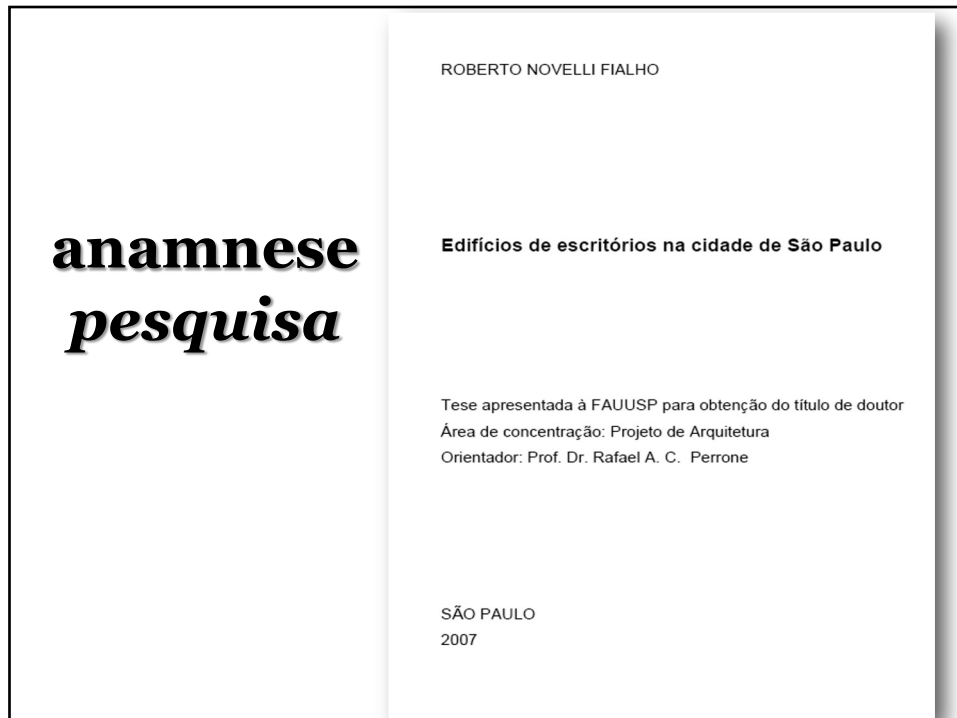 anamnese
pesquisa
ROBERTO NOVELLI FIALHO
Edifícios de escritórios na cidade de São Paulo
Tese apresentada à FAUUSP para obtenção do título de doutor
Área de concentração: Projeto de Arquitetura
Orientador: Prof. Dr. Rafael A. C. Perrone
SÃO PAULO
2007